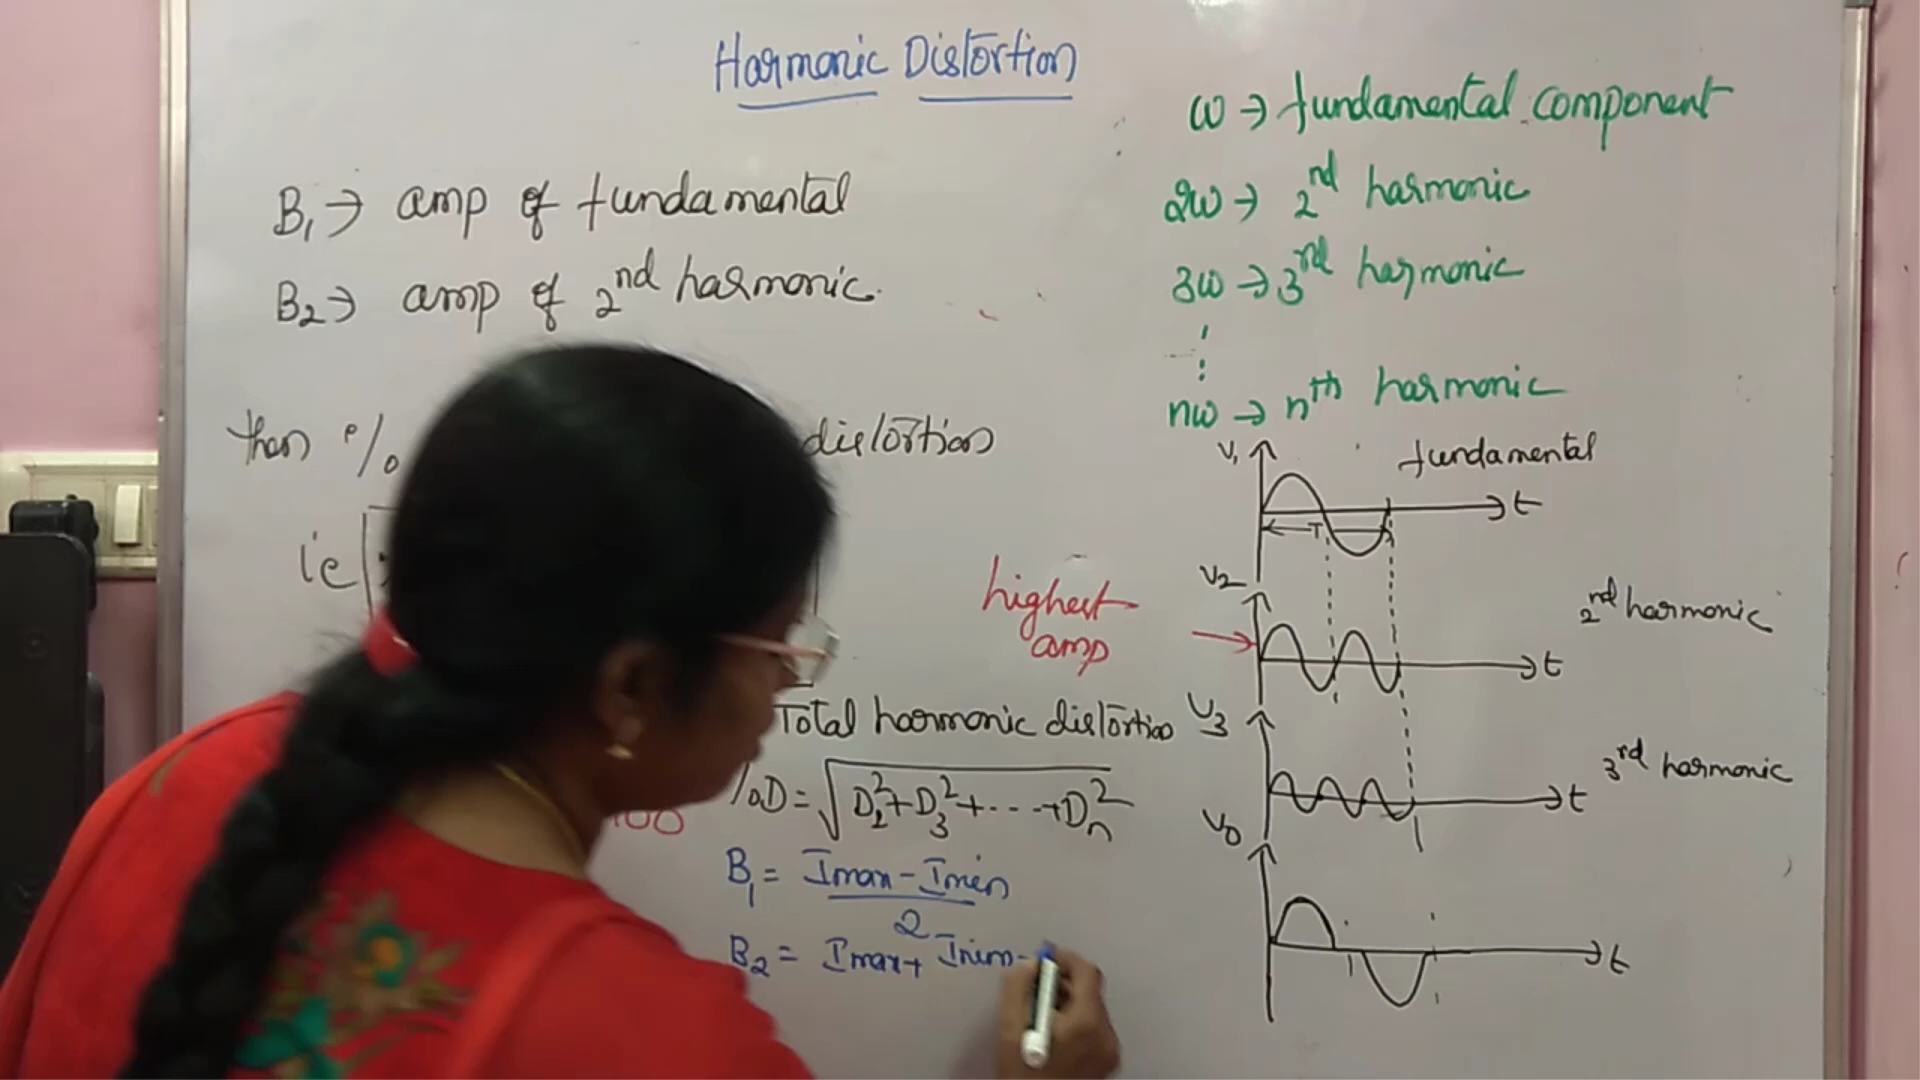 Harmonic Distortion
B₁ → amp of fundamental
B₂ → amp of 2nd harmonic
then % distortion
ie
Total harmonic distortion
%D = √(D₂² + D₃² + --- + Dₙ²)
100
B₁ = (Imax - Imin) / 2
B₂ = Imax + Imin -
ω → fundamental component
2ω → 2nd harmonic
3ω → 3rd harmonic
⋮
nω → nth harmonic
V₁
fundamental
t
T
highest
amp
V₂
2nd harmonic
t
V₃
3rd harmonic
t
V₀
t